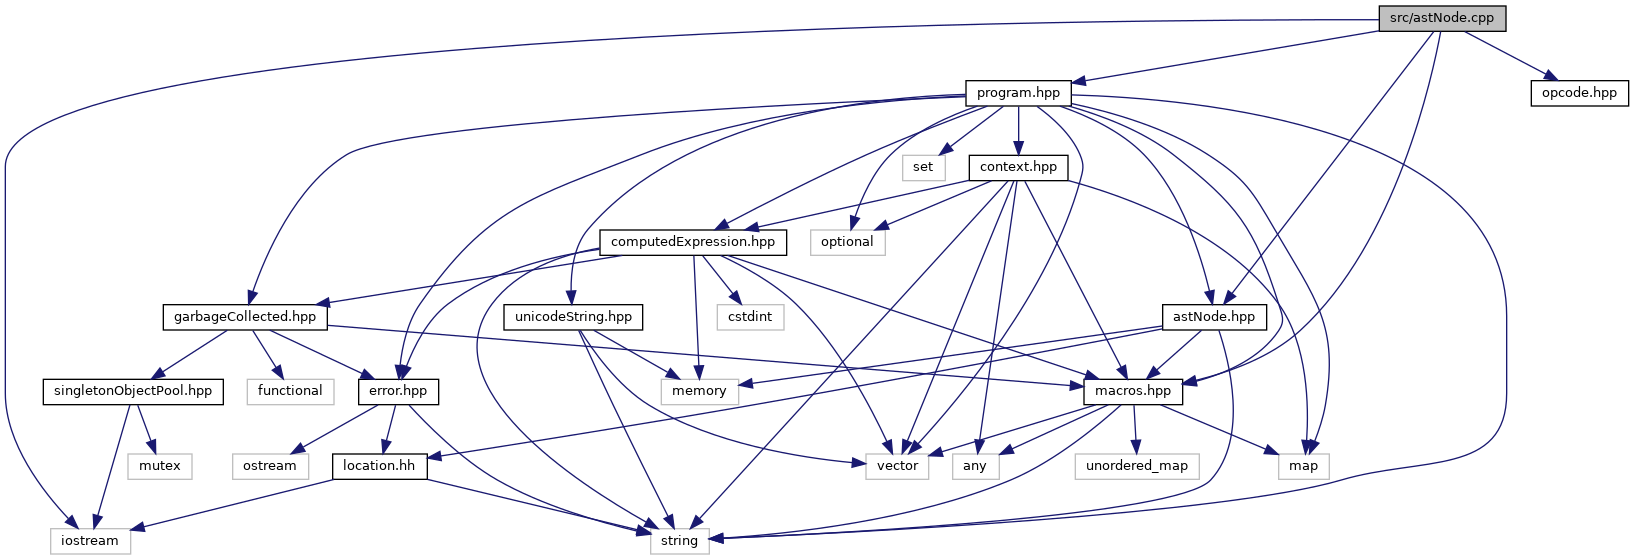 src/astNode.cpp
program.hpp
opcode.hpp
set
context.hpp
computedExpression.hpp
optional
garbageCollected.hpp
unicodeString.hpp
cstdint
astNode.hpp
singletonObjectPool.hpp
functional
error.hpp
memory
macros.hpp
mutex
ostream
location.hh
vector
any
unordered_map
map
iostream
string